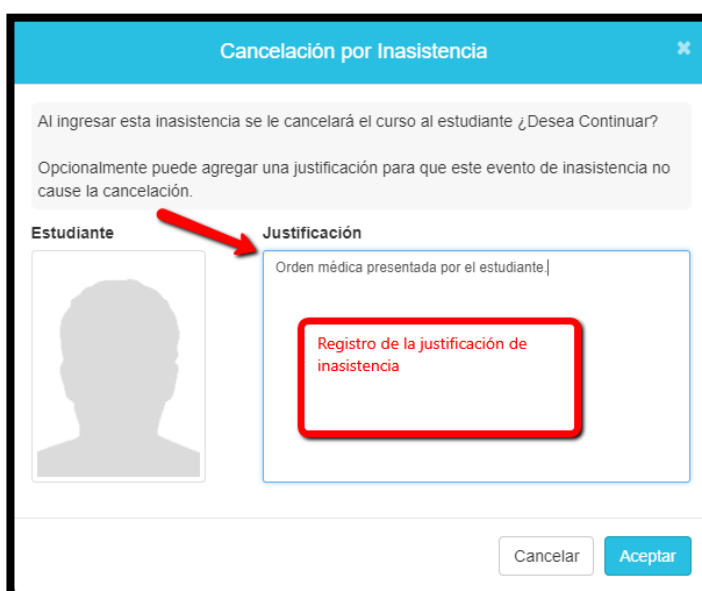 Cancelación por Inasistencia
Al ingresar esta inasistencia se le cancelará el curso al estudiante ¿Desea Continuar?
Opcionalmente puede agregar una justificación para que este evento de inasistencia no
cause la cancelación.
Estudiante
Justificación
Orden médica presentada por el estudiante.
Registro de la justificación de
inasistencia
Cancelar
Aceptar